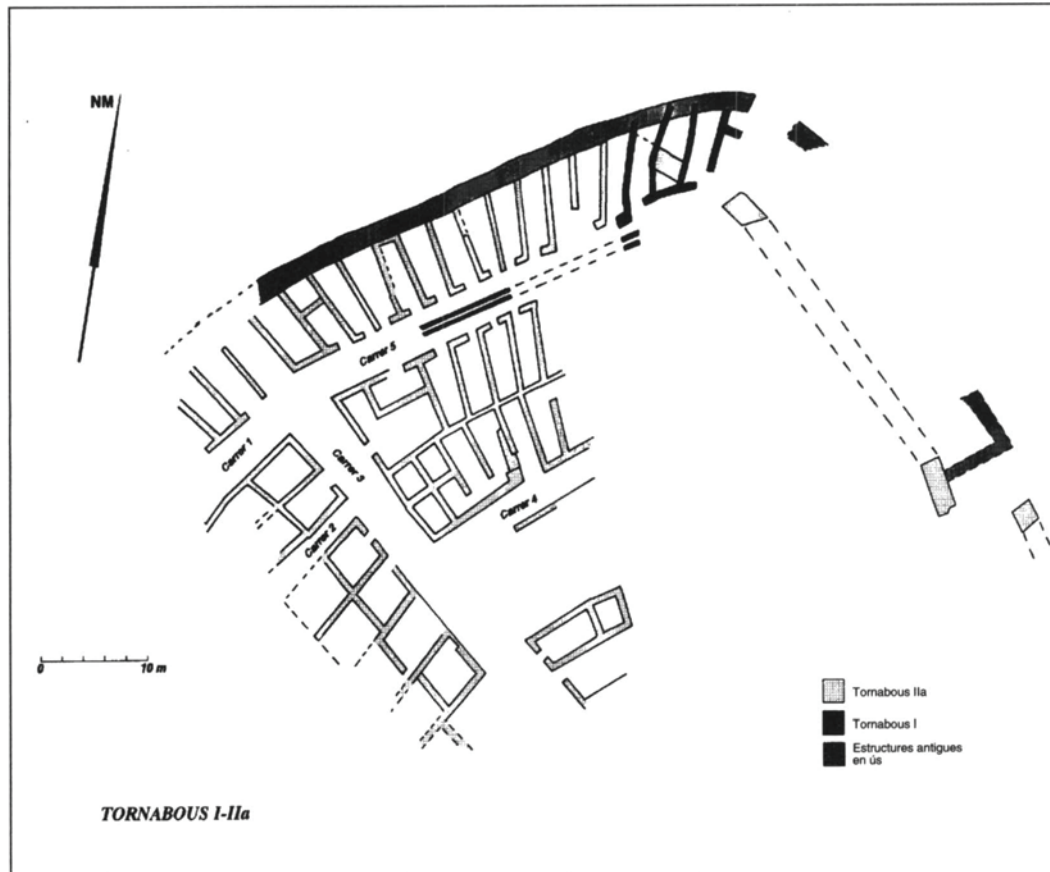 NM
Carrer 5
Carrer 1
Carrer 3
Carrer 4
Carrer 2
0 10 m
Tornabous IIa
Tornabous I
Estructures antigues
en ús
TORNABOUS I-IIa